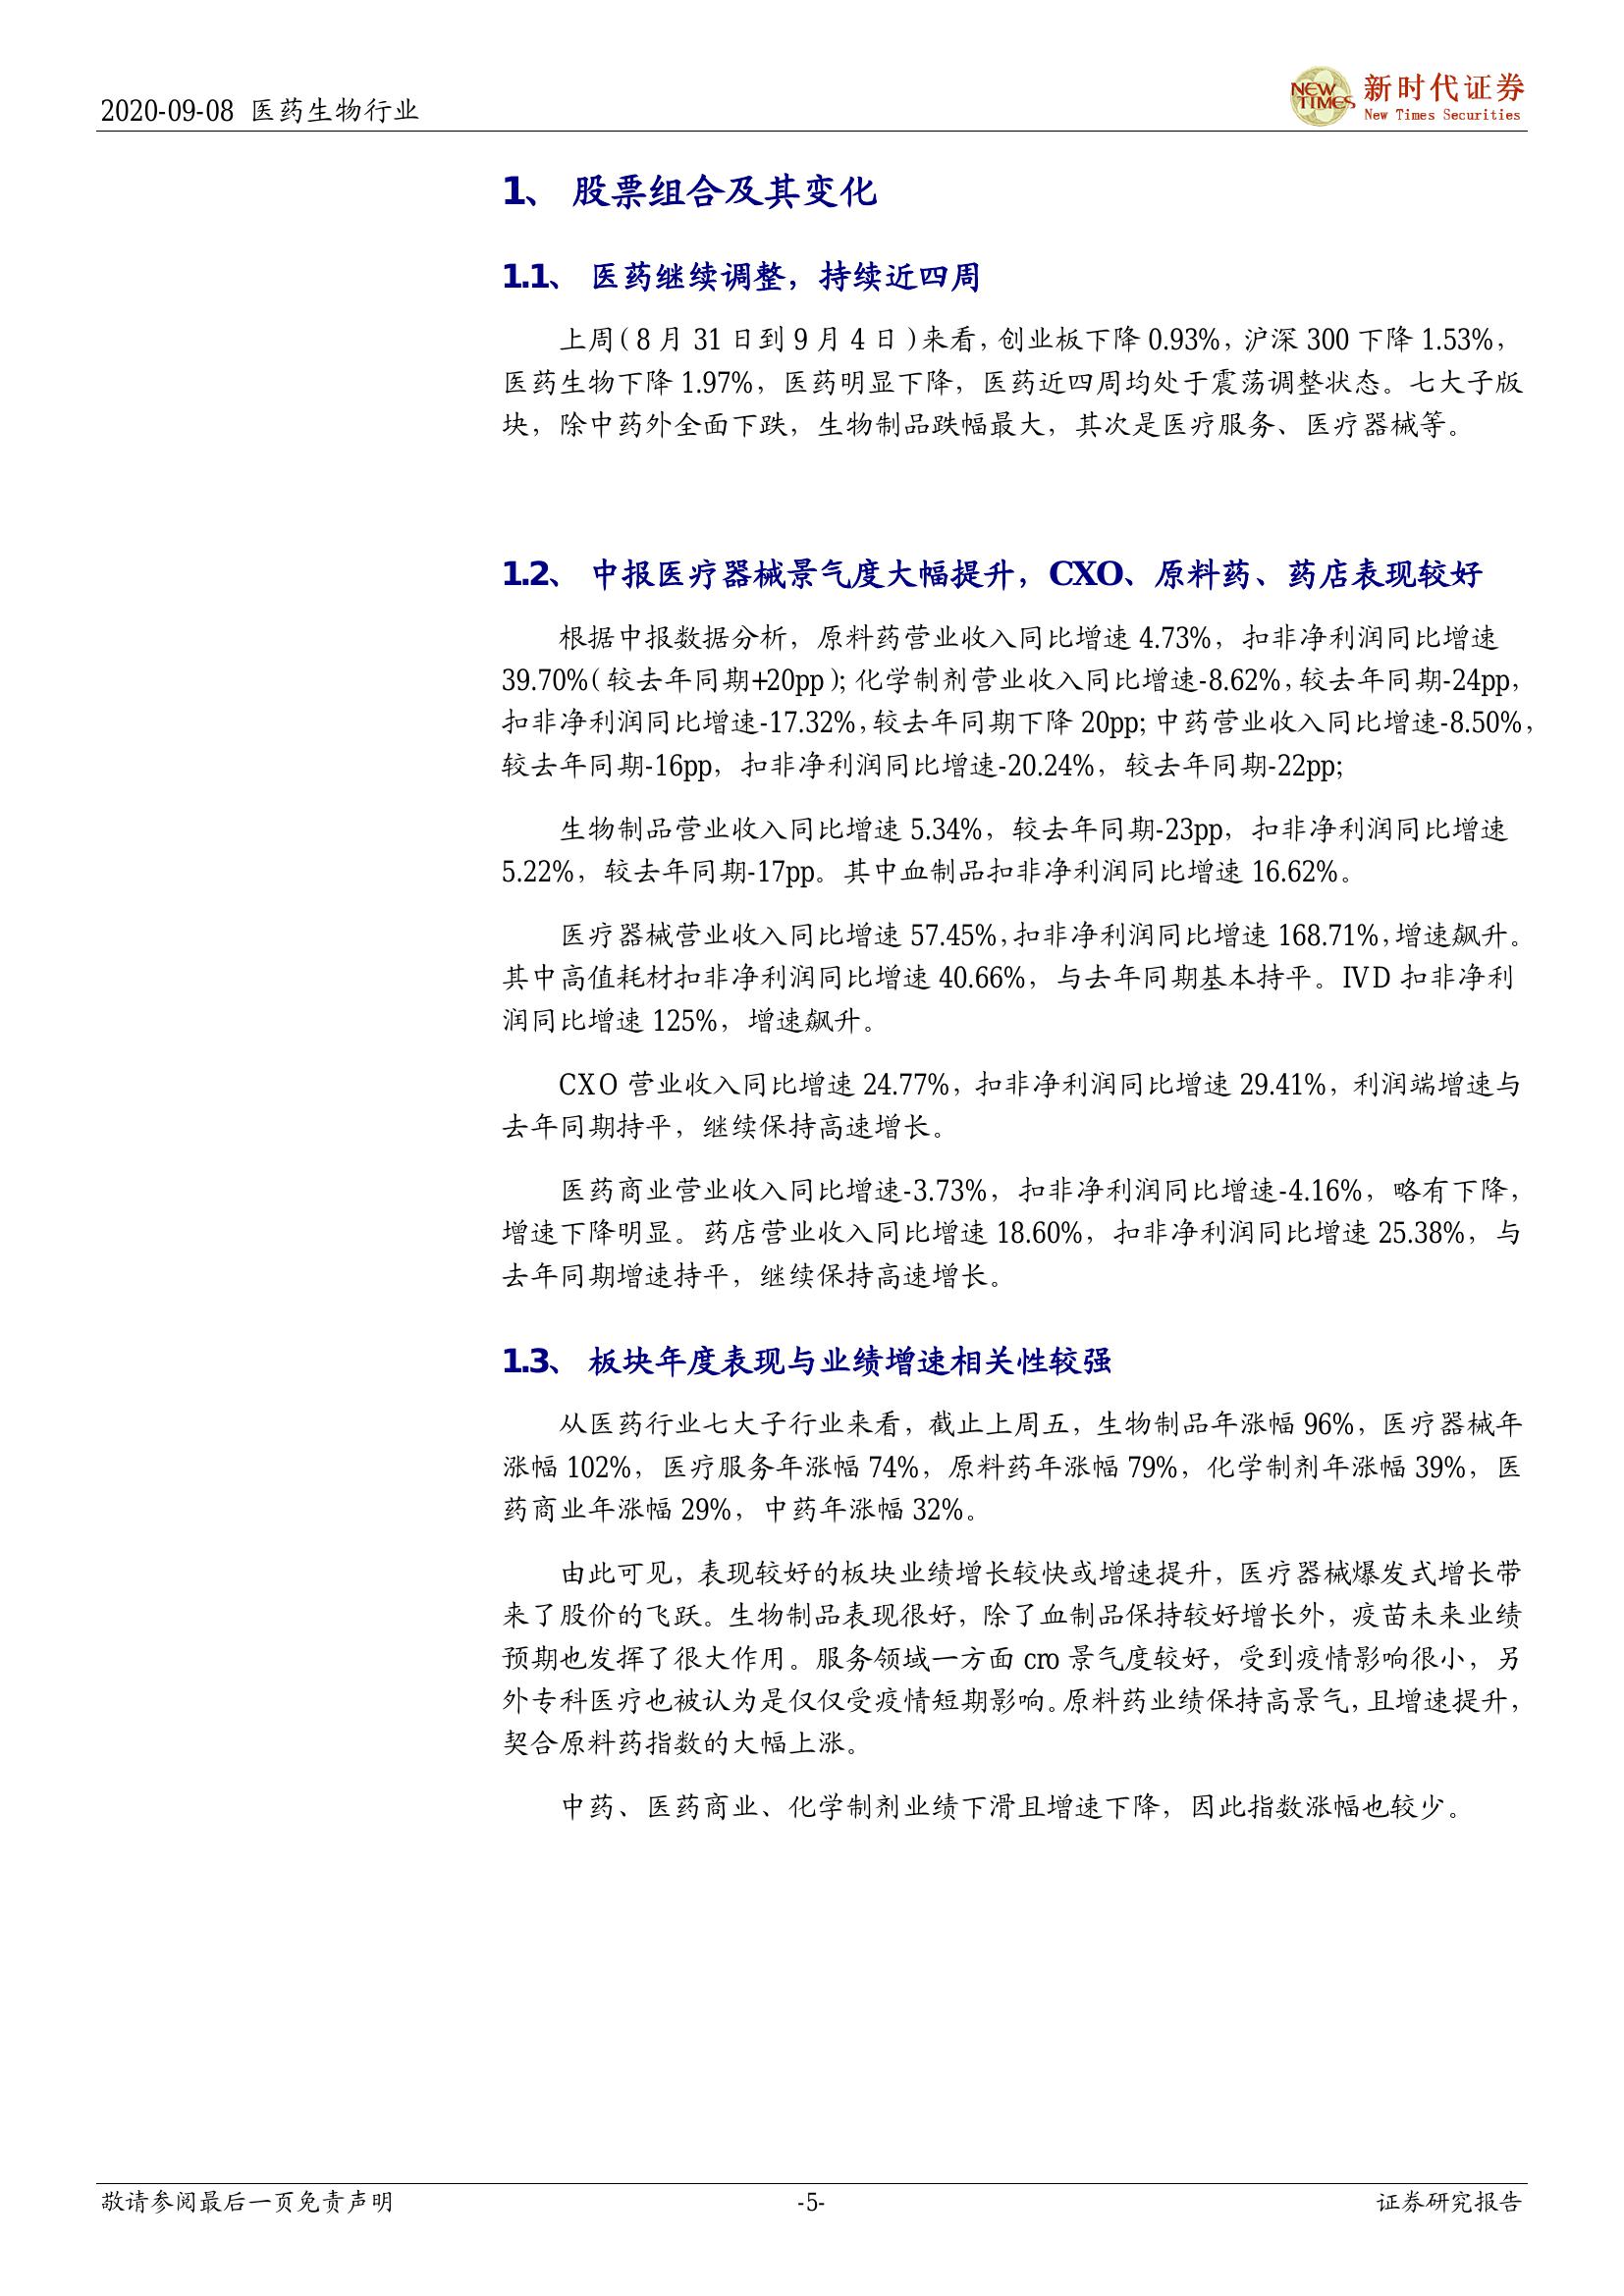 2020-09-08 医药生物行业
NEW TIMES
新时代证券
New Times Securities
1、 股票组合及其变化
1.1、 医药继续调整，持续近四周
上周（8 月 31 日到 9 月 4 日）来看，创业板下降 0.93%，沪深 300 下降 1.53%，
医药生物下降 1.97%，医药明显下降，医药近四周均处于震荡调整状态。七大子版
块，除中药外全面下跌，生物制品跌幅最大，其次是医疗服务、医疗器械等。
1.2、 中报医疗器械景气度大幅提升，CXO、原料药、药店表现较好
根据中报数据分析，原料药营业收入同比增速 4.73%，扣非净利润同比增速
39.70%（较去年同期+20pp）；化学制剂营业收入同比增速-8.62%，较去年同期-24pp，
扣非净利润同比增速-17.32%，较去年同期下降 20pp；中药营业收入同比增速-8.50%，
较去年同期-16pp，扣非净利润同比增速-20.24%，较去年同期-22pp；
生物制品营业收入同比增速 5.34%，较去年同期-23pp，扣非净利润同比增速
5.22%，较去年同期-17pp。其中血制品扣非净利润同比增速 16.62%。
医疗器械营业收入同比增速 57.45%，扣非净利润同比增速 168.71%，增速飙升。
其中高值耗材扣非净利润同比增速 40.66%，与去年同期基本持平。IVD 扣非净利
润同比增速 125%，增速飙升。
CXO 营业收入同比增速 24.77%，扣非净利润同比增速 29.41%，利润端增速与
去年同期持平，继续保持高速增长。
医药商业营业收入同比增速-3.73%，扣非净利润同比增速-4.16%，略有下降，
增速下降明显。药店营业收入同比增速 18.60%，扣非净利润同比增速 25.38%，与
去年同期增速持平，继续保持高速增长。
1.3、 板块年度表现与业绩增速相关性较强
从医药行业七大子行业来看，截止上周五，生物制品年涨幅 96%，医疗器械年
涨幅 102%，医疗服务年涨幅 74%，原料药年涨幅 79%，化学制剂年涨幅 39%，医
药商业年涨幅 29%，中药年涨幅 32%。
由此可见，表现较好的板块业绩增长较快或增速提升，医疗器械爆发式增长带
来了股价的飞跃。生物制品表现很好，除了血制品保持较好增长外，疫苗未来业绩
预期也发挥了很大作用。服务领域一方面 cro 景气度较好，受到疫情影响很小，另
外专科医疗也被认为是仅仅受疫情短期影响。原料药业绩保持高景气，且增速提升，
契合原料药指数的大幅上涨。
中药、医药商业、化学制剂业绩下滑且增速下降，因此指数涨幅也较少。
敬请参阅最后一页免责声明
-5-
证券研究报告